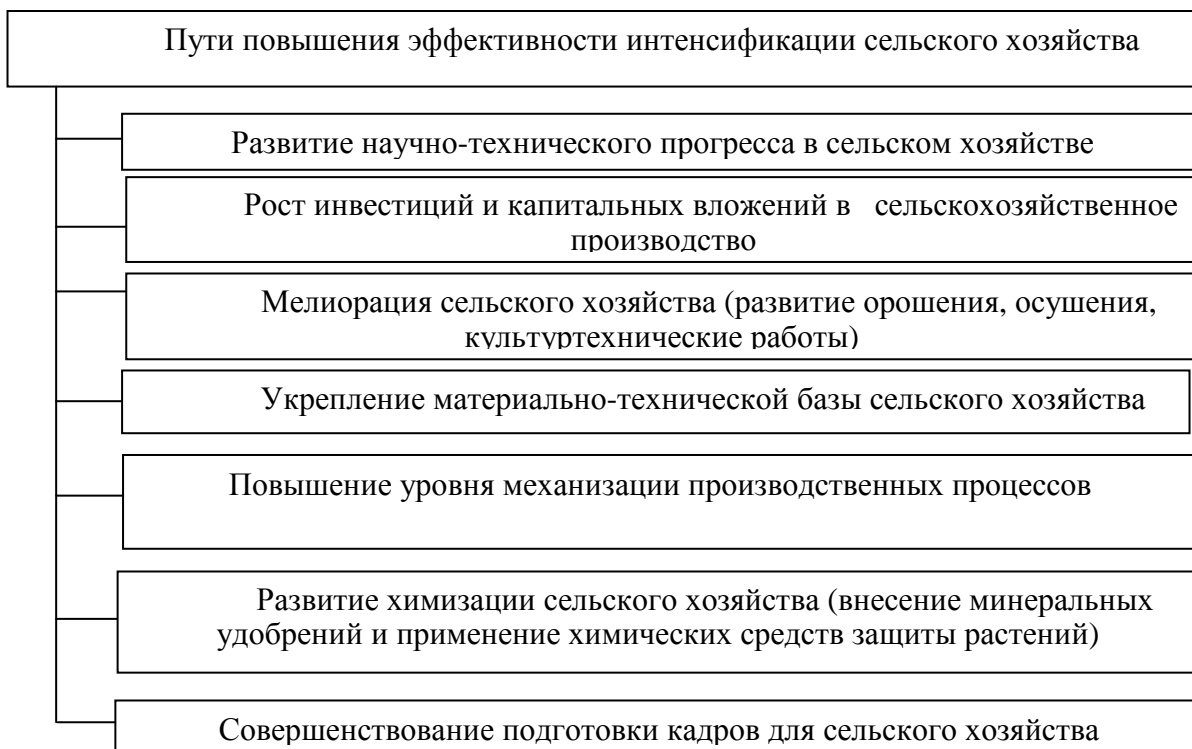 Пути повышения эффективности интенсификации сельского хозяйства
Развитие научно-технического прогресса в сельском хозяйстве
Рост инвестиций и капитальных вложений в сельскохозяйственное
производство
Мелиорация сельского хозяйства (развитие орошения, осушения,
культуртехнические работы)
Укрепление материально-технической базы сельского хозяйства
Повышение уровня механизации производственных процессов
Развитие химизации сельского хозяйства (внесение минеральных
удобрений и применение химических средств защиты растений)
Совершенствование подготовки кадров для сельского хозяйства